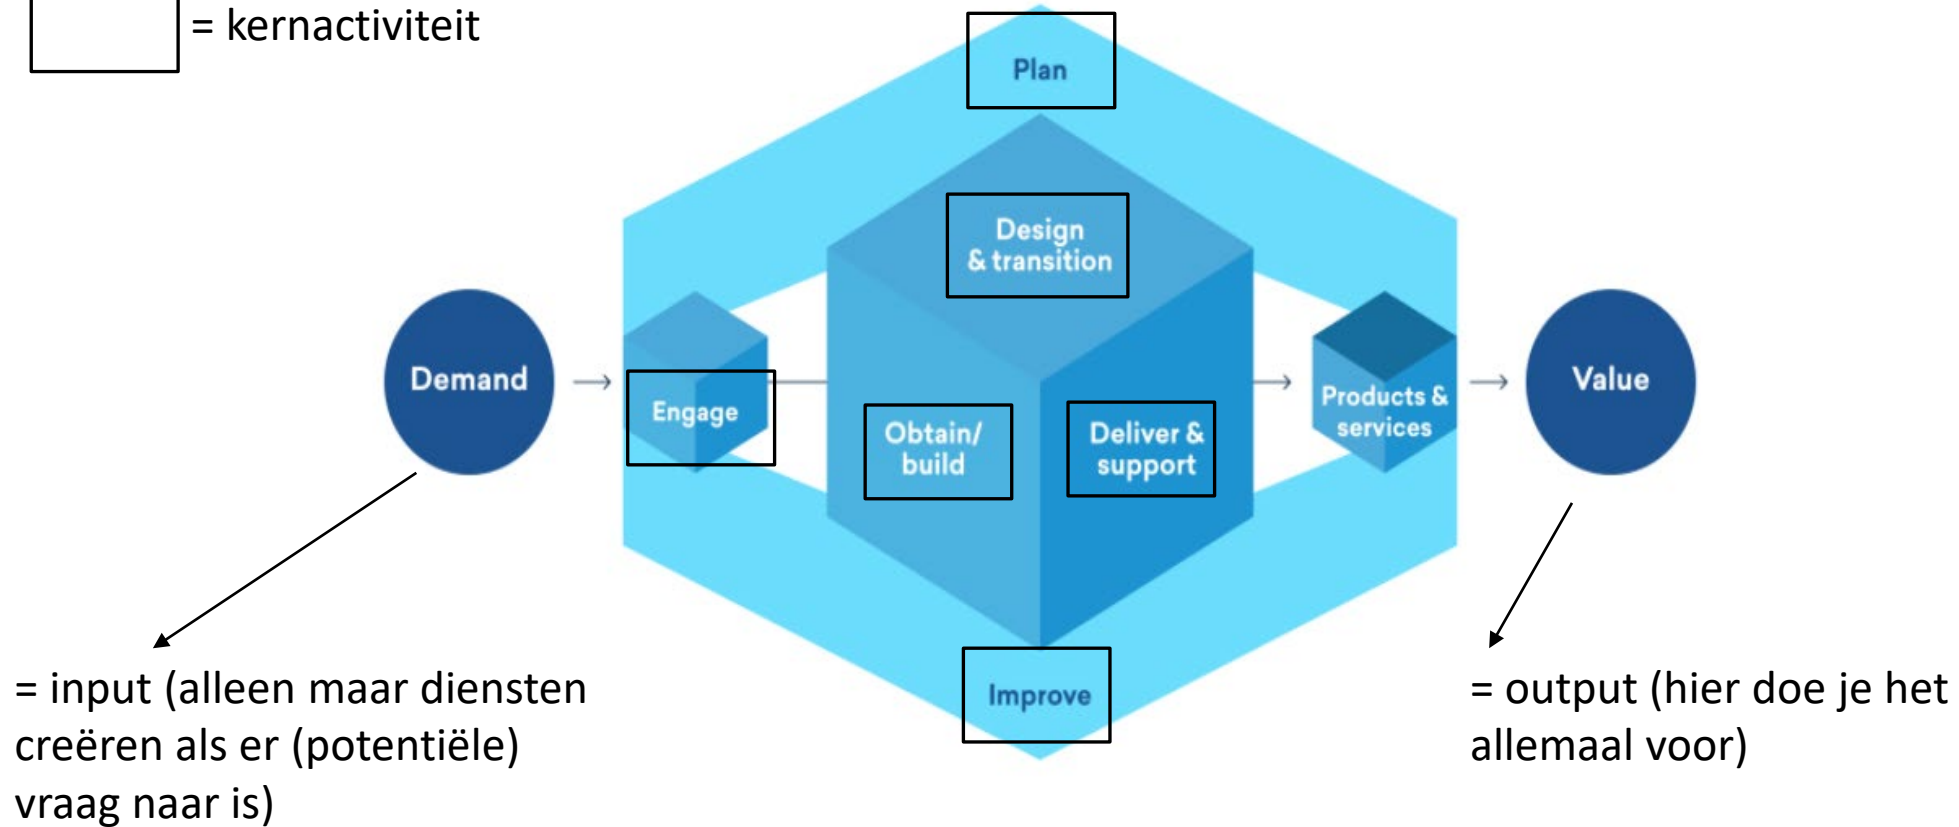 = kernactiviteit
Plan
Design
& transition
Demand
Engage
Obtain/
build
Deliver &
support
Products &
services
Value
Improve
= input (alleen maar diensten
creëren als er (potentiële)
vraag naar is)
= output (hier doe je het
allemaal voor)